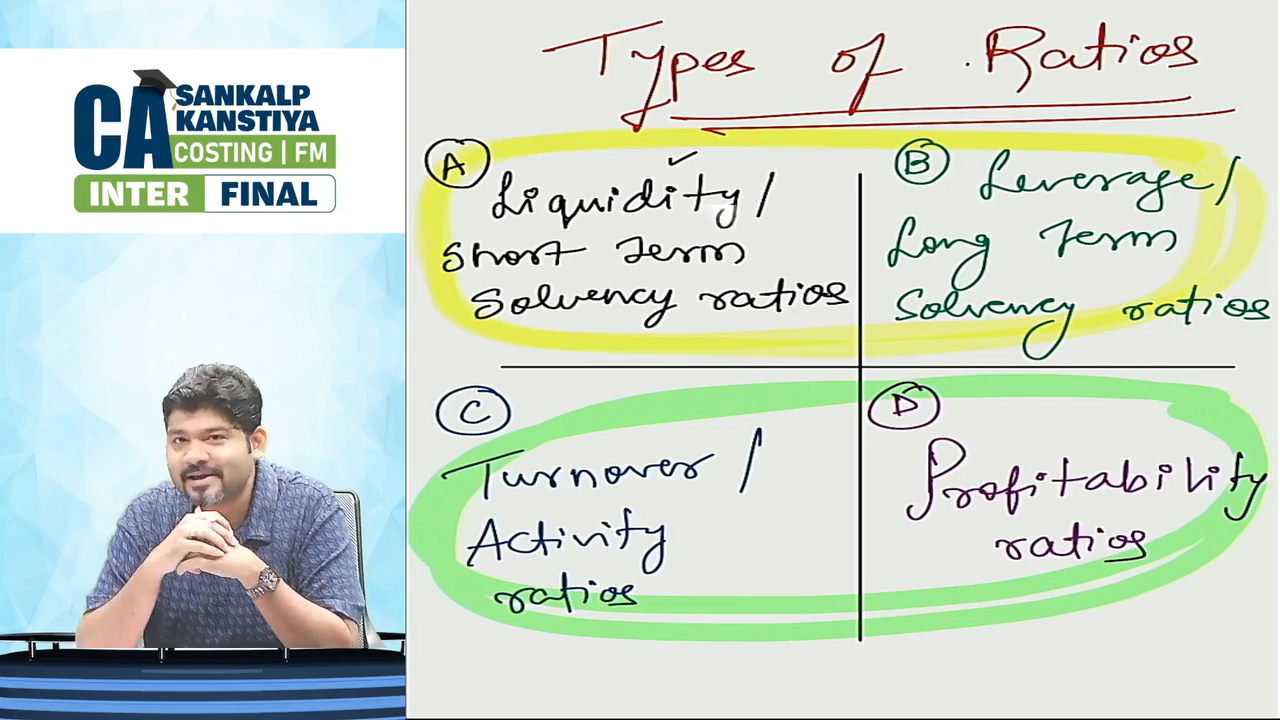 CA SANKALP
KANSTIYA
COSTING | FM
INTER FINAL
Types of Ratios
A
Liquidity /
Short Term
Solvency ratios
B
Leverage /
Long Term
Solvency ratios
C
Turnover /
Activity
ratios
D
Profitability
ratios